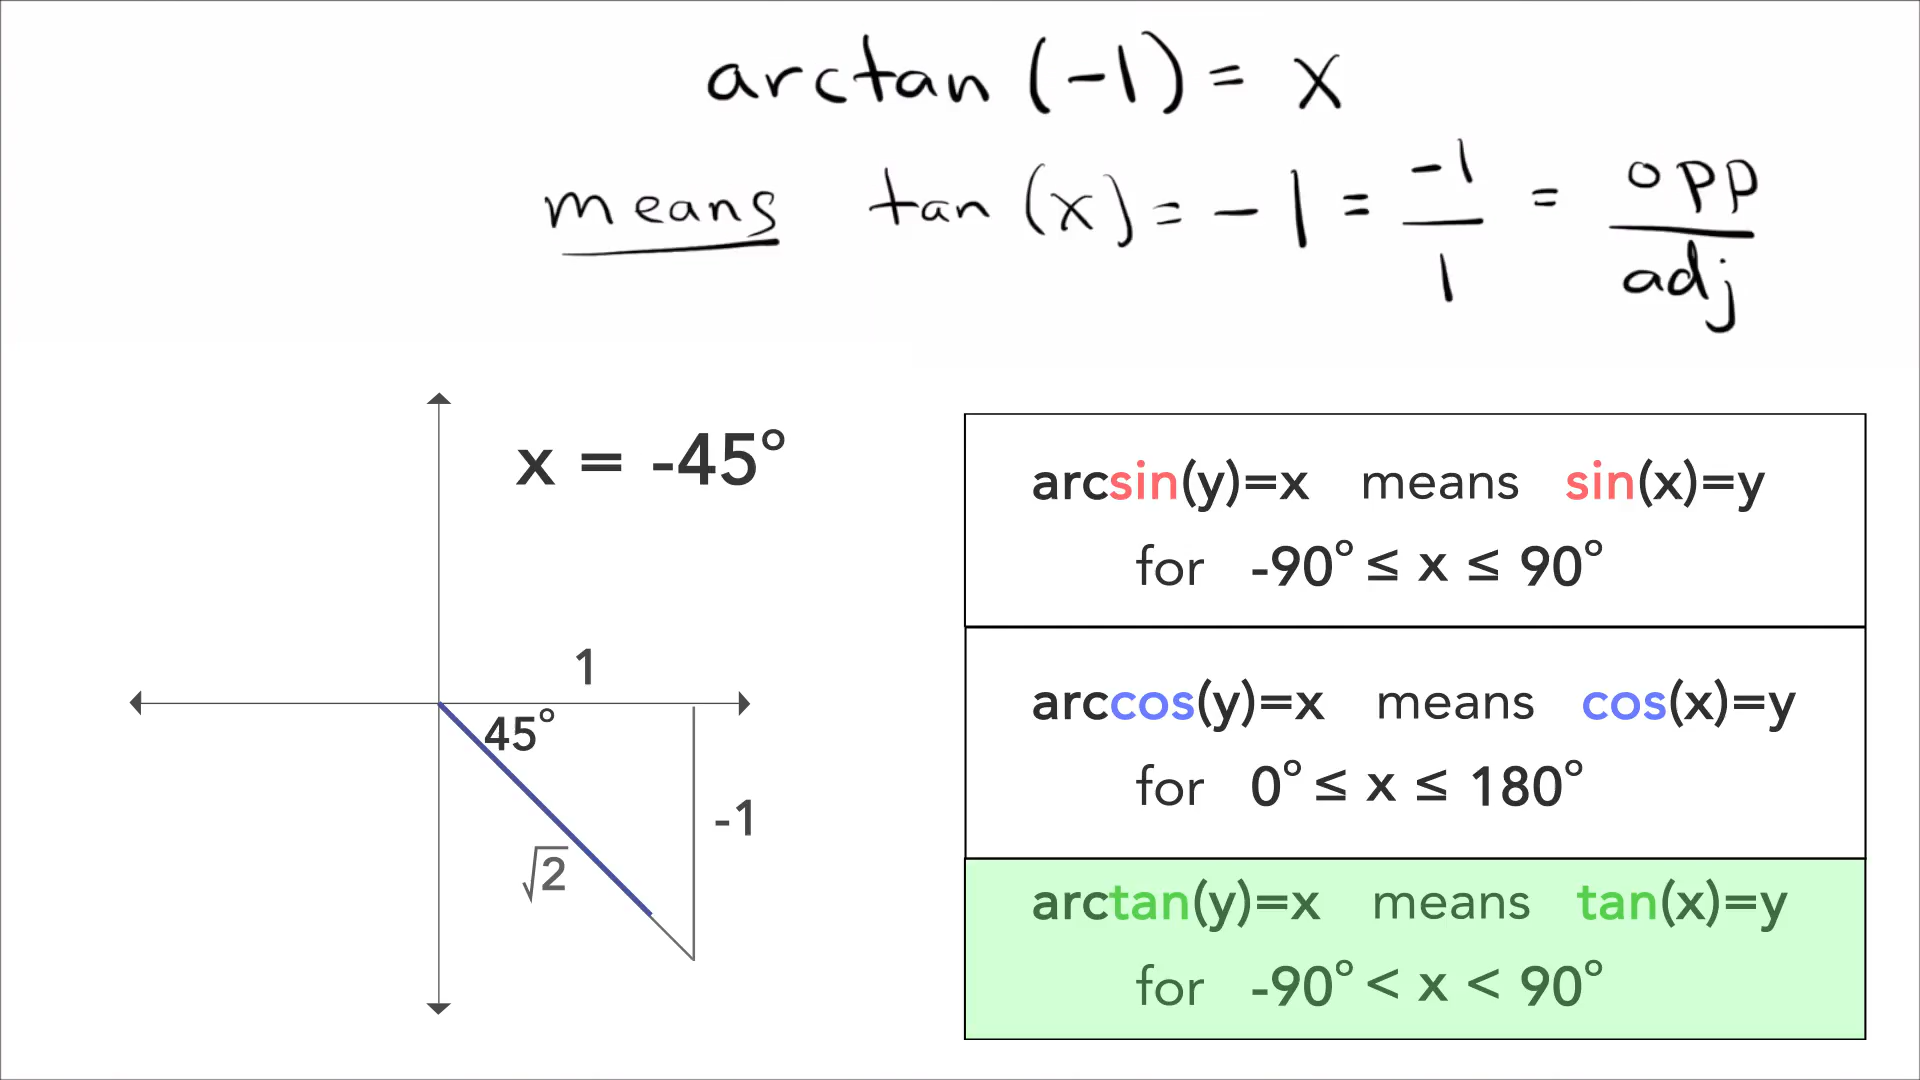 arctan (-1) = x
means tan (x) = -1 = -1/1 = opp/adj
x = -45°
1
45°
-1
√2
arcsin(y)=x means sin(x)=y
for -90° ≤ x ≤ 90°
arccos(y)=x means cos(x)=y
for 0° ≤ x ≤ 180°
arctan(y)=x means tan(x)=y
for -90° < x < 90°